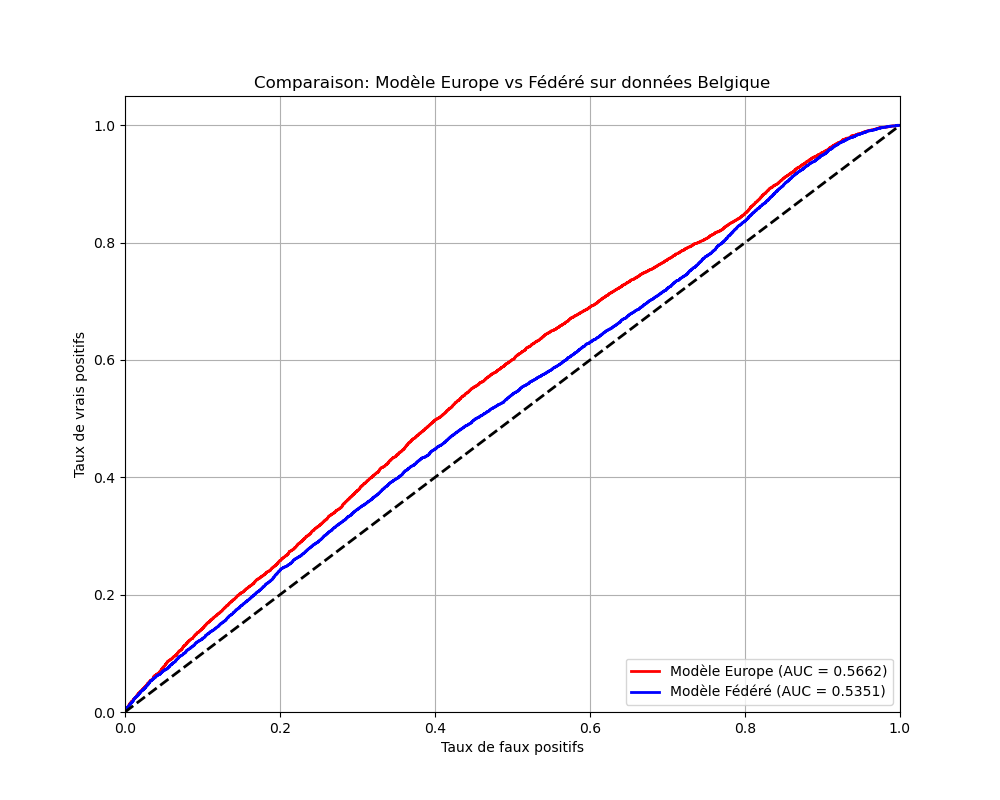 Comparaison: Modèle Europe vs Fédéré sur données Belgique
Taux de vrais positifs
1.0
0.8
0.6
0.4
0.2
0.0
0.0 0.2 0.4 0.6 0.8 1.0
Taux de faux positifs
Modèle Europe (AUC = 0.5662)
Modèle Fédéré (AUC = 0.5351)